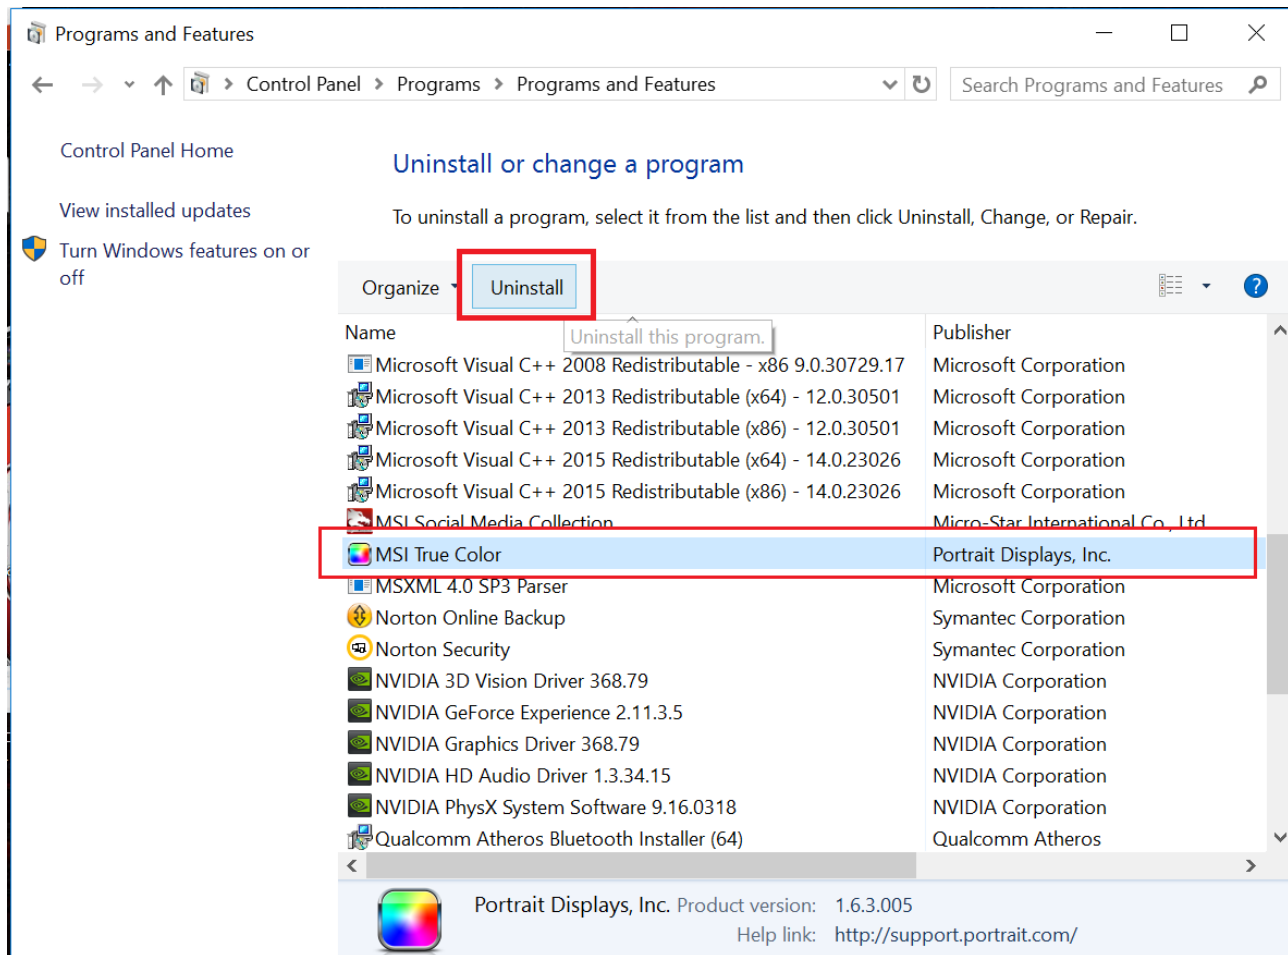 Programs and Features
Control Panel > Programs > Programs and Features
Search Programs and Features
Control Panel Home
View installed updates
Turn Windows features on or
off
Uninstall or change a program
To uninstall a program, select it from the list and then click Uninstall, Change, or Repair.
Organize Uninstall
?
Name Publisher
Uninstall this program.
Microsoft Visual C++ 2008 Redistributable - x86 9.0.30729.17 Microsoft Corporation
Microsoft Visual C++ 2013 Redistributable (x64) - 12.0.30501 Microsoft Corporation
Microsoft Visual C++ 2013 Redistributable (x86) - 12.0.30501 Microsoft Corporation
Microsoft Visual C++ 2015 Redistributable (x64) - 14.0.23026 Microsoft Corporation
Microsoft Visual C++ 2015 Redistributable (x86) - 14.0.23026 Microsoft Corporation
MSI Social Media Collection Micro-Star International Co., Ltd
MSI True Color Portrait Displays, Inc.
MSXML 4.0 SP3 Parser Microsoft Corporation
Norton Online Backup Symantec Corporation
Norton Security Symantec Corporation
NVIDIA 3D Vision Driver 368.79 NVIDIA Corporation
NVIDIA GeForce Experience 2.11.3.5 NVIDIA Corporation
NVIDIA Graphics Driver 368.79 NVIDIA Corporation
NVIDIA HD Audio Driver 1.3.34.15 NVIDIA Corporation
NVIDIA PhysX System Software 9.16.0318 NVIDIA Corporation
Qualcomm Atheros Bluetooth Installer (64) Qualcomm Atheros
Portrait Displays, Inc. Product version: 1.6.3.005
Help link: http://support.portrait.com/